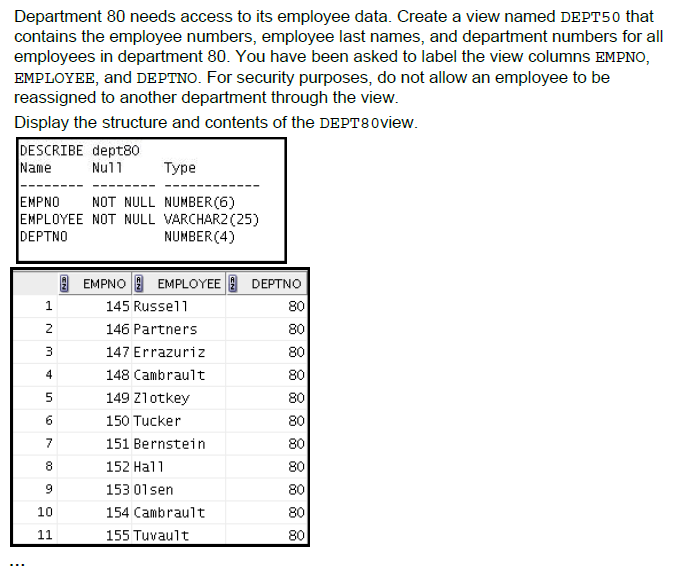 Department 80 needs access to its employee data. Create a view named DEPT50 that
contains the employee numbers, employee last names, and department numbers for all
employees in department 80. You have been asked to label the view columns EMPNO,
EMPLOYEE, and DEPTNO. For security purposes, do not allow an employee to be
reassigned to another department through the view.
Display the structure and contents of the DEPT80view.
DESCRIBE dept80
Name Null Type
-------- -------- ------------
EMPNO NOT NULL NUMBER(6)
EMPLOYEE NOT NULL VARCHAR2(25)
DEPTNO NUMBER(4)
EMPNO EMPLOYEE DEPTNO
1 145 Russell 80
2 146 Partners 80
3 147 Errazuriz 80
4 148 Cambrault 80
5 149 Zlotkey 80
6 150 Tucker 80
7 151 Bernstein 80
8 152 Hall 80
9 153 Olsen 80
10 154 Cambrault 80
11 155 Tuvault 80
...